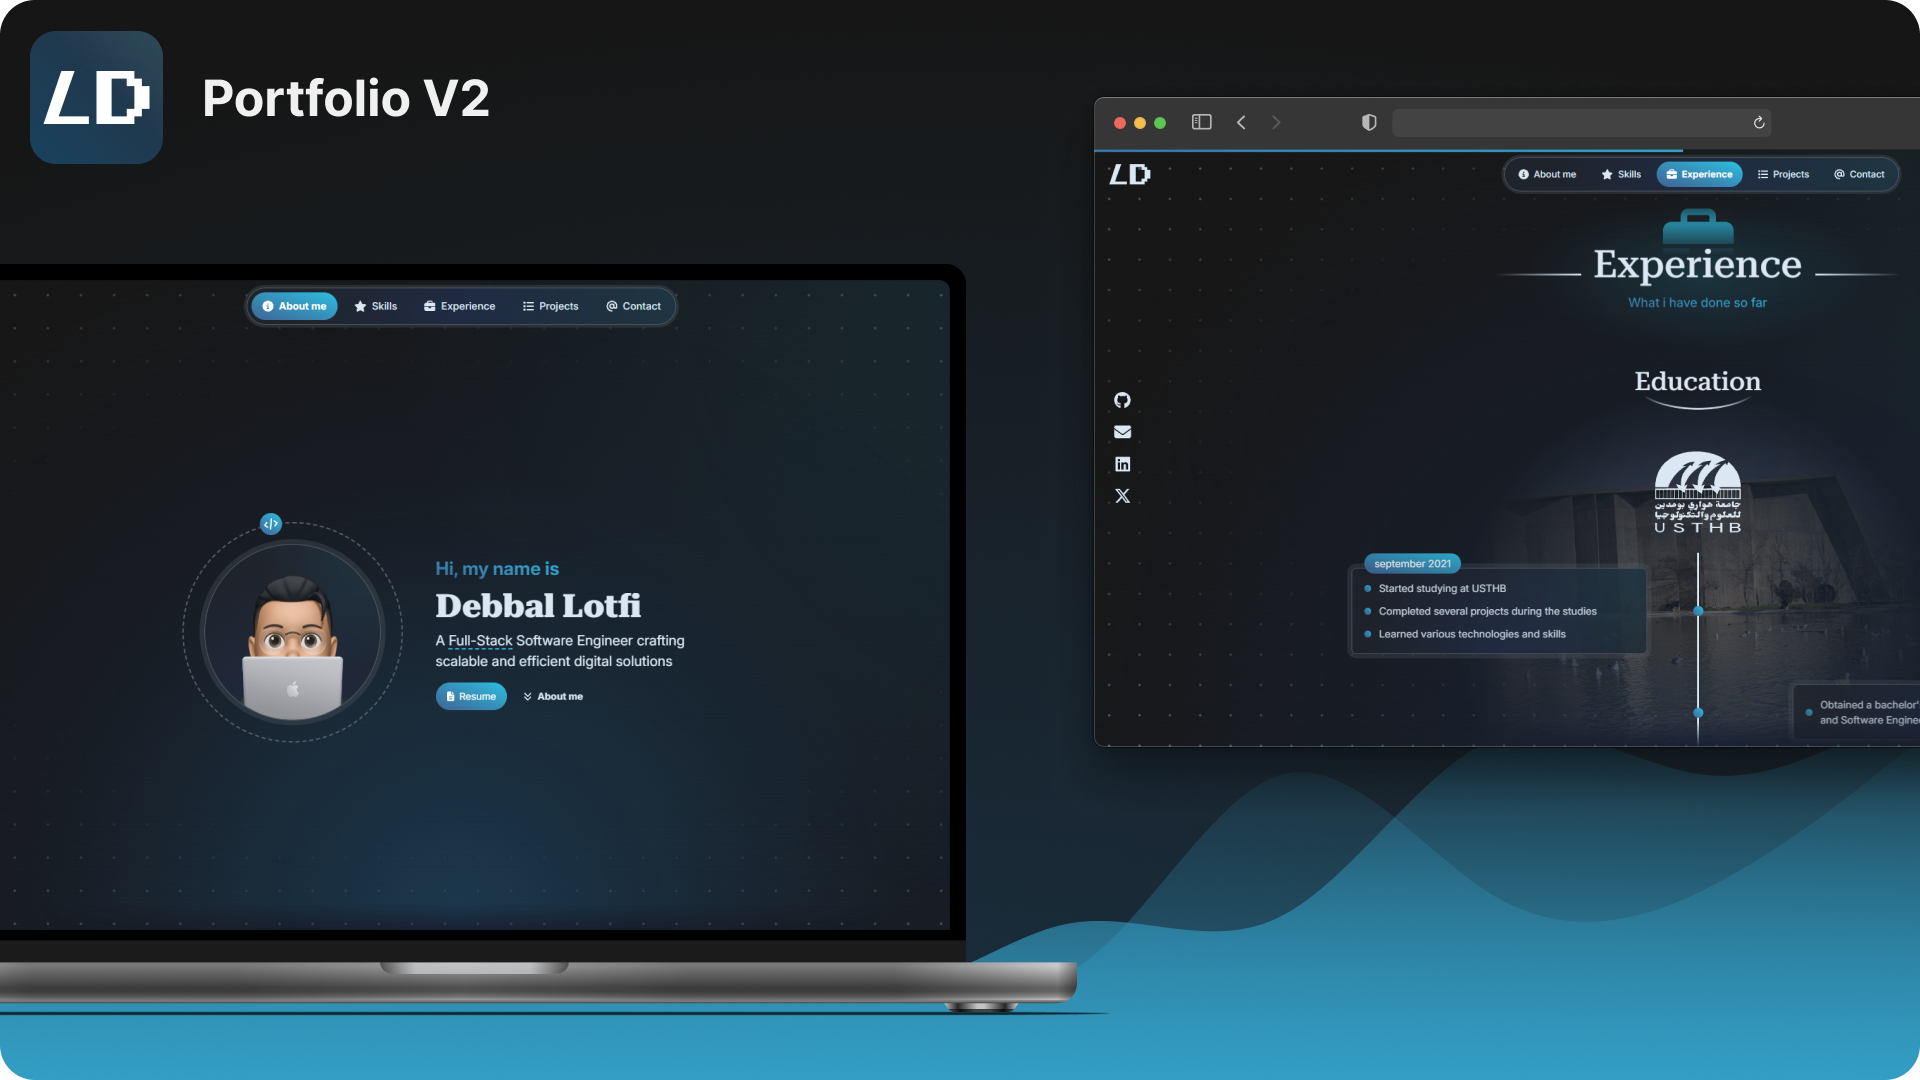 LD
Portfolio V2
About me
Skills
Experience
Projects
Contact
Hi, my name is
Debbal Lotfi
A Full-Stack Software Engineer crafting
scalable and efficient digital solutions
Resume
About me
LD
About me
Skills
Experience
Projects
Contact
Experience
What i have done so far
Education
جامعة هواري بومدين
للعلوم والتكنولوجيا
USTHB
september 2021
Started studying at USTHB
Completed several projects during the studies
Learned various technologies and skills
Obtained a bachelor'
and Software Enginee